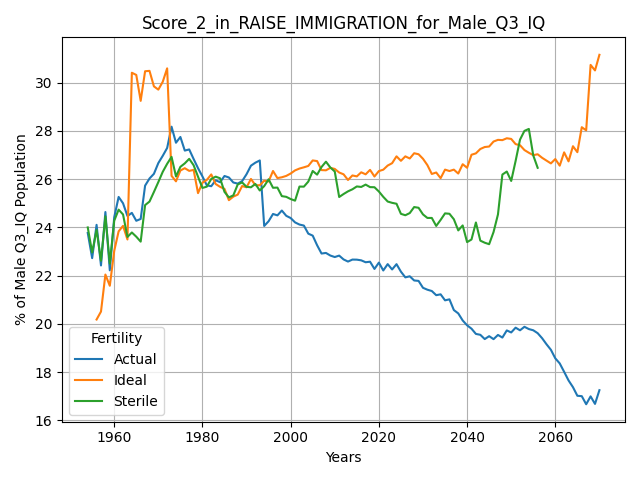 Score_2_in_RAISE_IMMIGRATION_for_Male_Q3_IQ
% of Male Q3_IQ Population
30
28
26
24
22
20
18
16
Fertility
Actual
Ideal
Sterile
1960
1980
2000
2020
2040
2060
Years